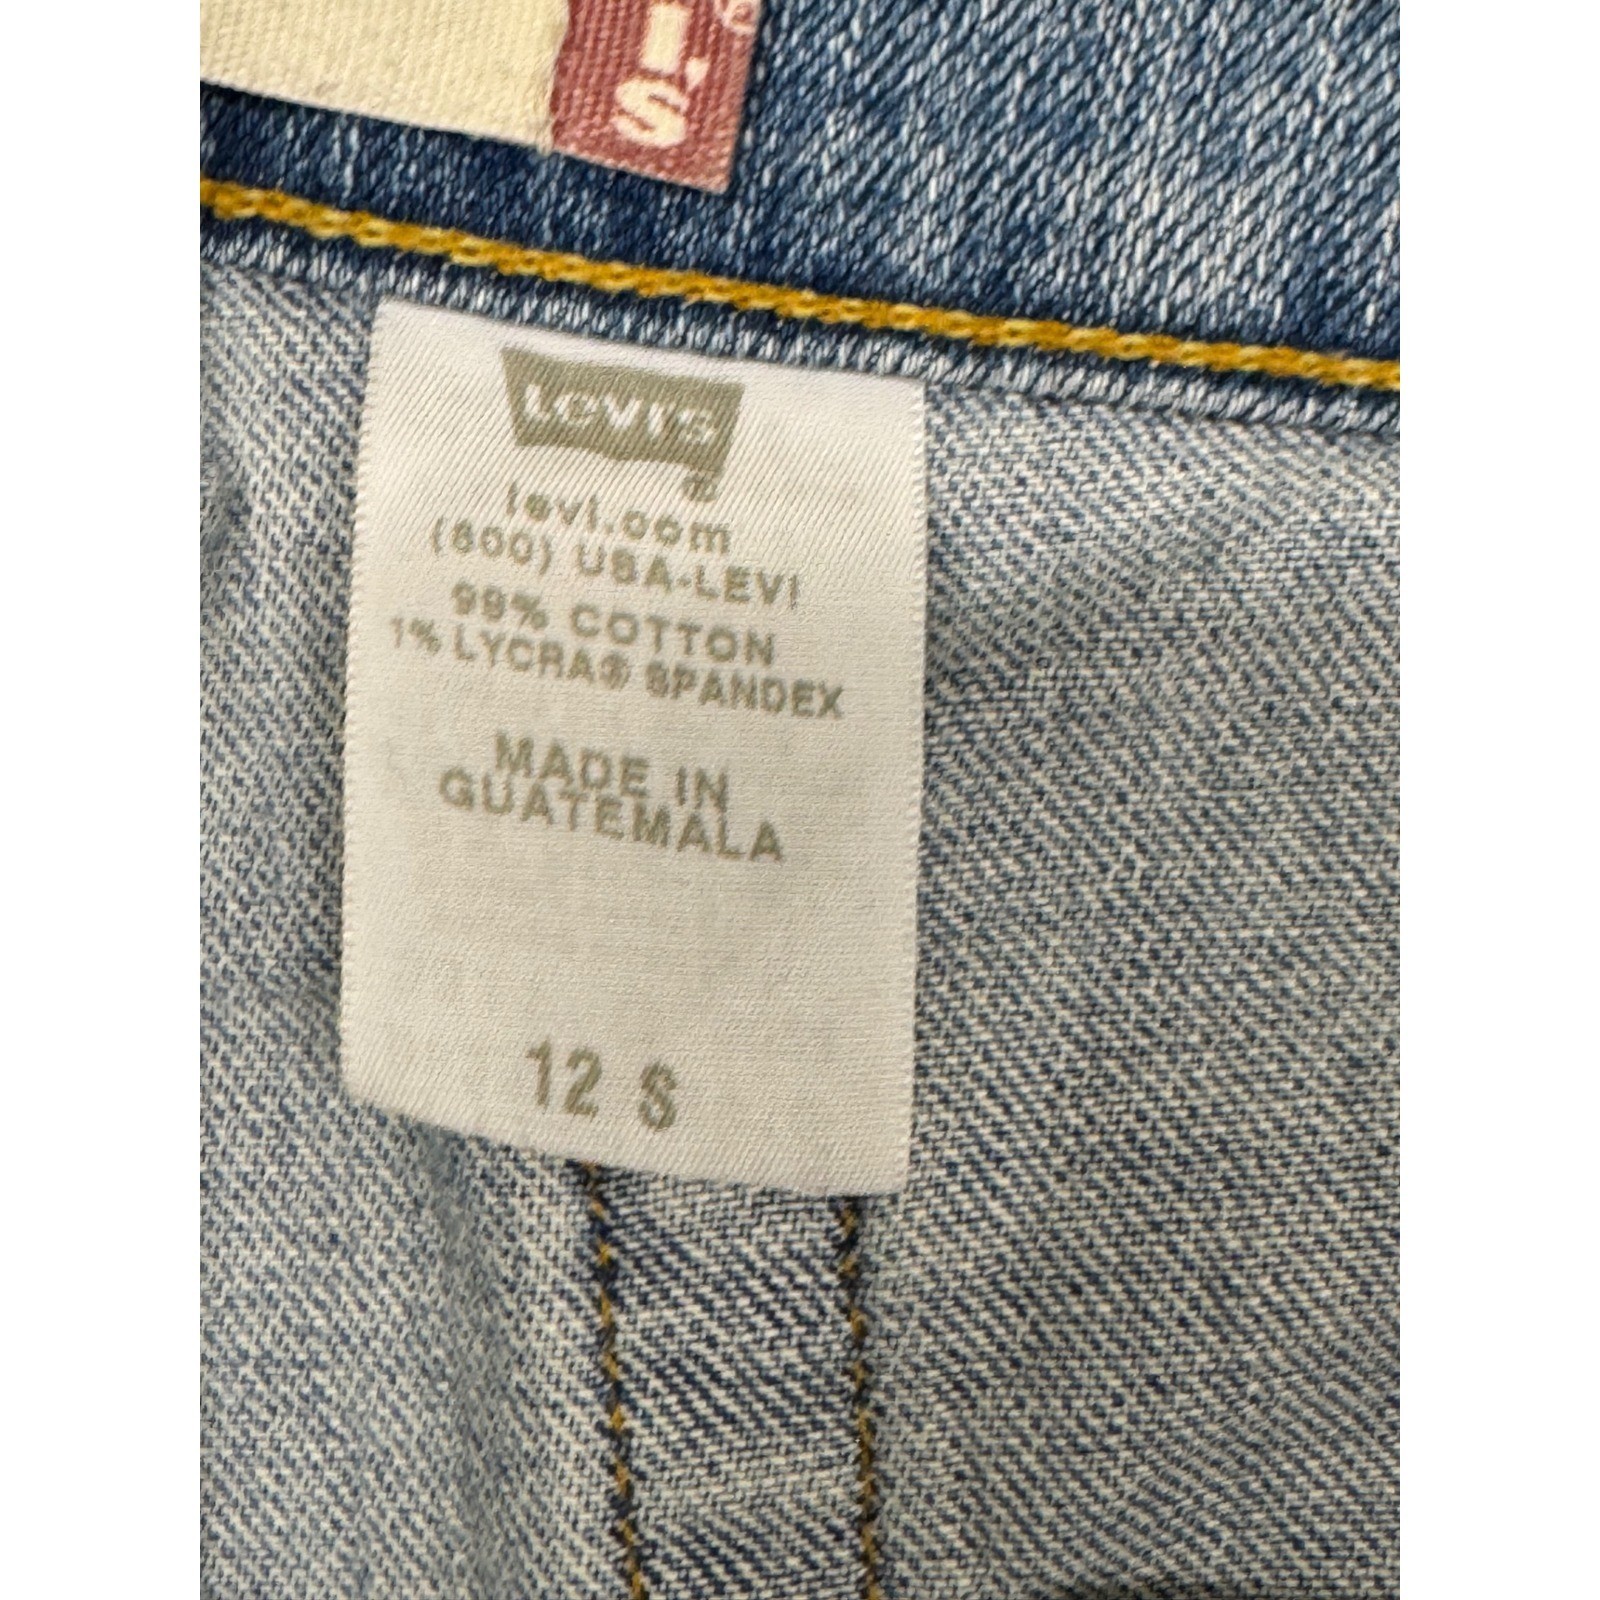 I'S®
Levi's
®
levi.com
(800) USA-LEVI
99% COTTON
1% LYCRA® SPANDEX
MADE IN
GUATEMALA
12 S